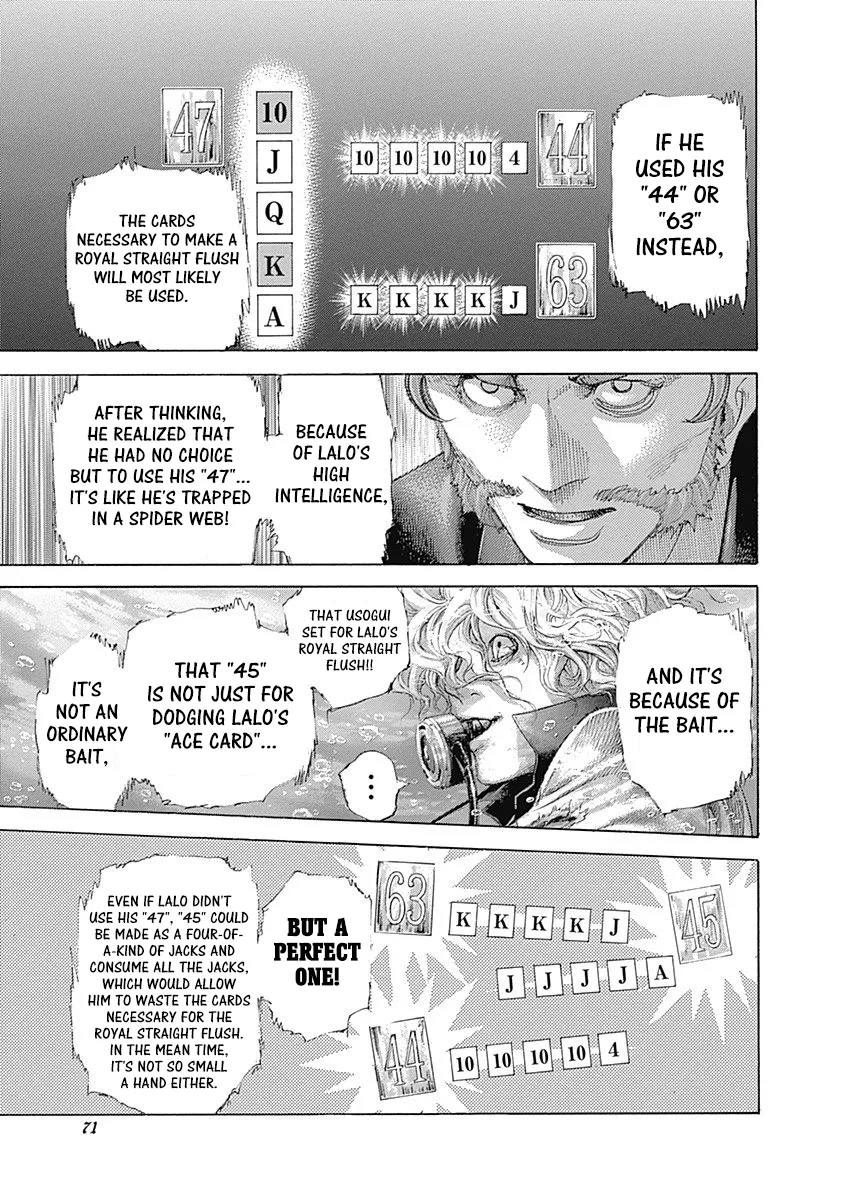 IF HE
USED HIS
"44" OR
"63"
INSTEAD,
10 10 10 10 4
44
K K K K J
63
47
10
J
Q
K
A
THE CARDS
NECESSARY TO MAKE A
ROYAL STRAIGHT FLUSH
WILL MOST LIKELY
BE USED.
BECAUSE
OF LALO'S
HIGH
INTELLIGENCE,
AFTER THINKING,
HE REALIZED THAT
HE HAD NO CHOICE
BUT TO USE HIS "47"...
IT'S LIKE HE'S TRAPPED
IN A SPIDER WEB!
AND IT'S
BECAUSE OF
THE BAIT...
THAT USOGUI
SET FOR LALO'S
ROYAL STRAIGHT
FLUSH!!
...
THAT "45"
IS NOT JUST FOR
DODGING LALO'S
"ACE CARD"...
IT'S
NOT AN
ORDINARY
BAIT,
63
K K K K J
45
J J J J A
44
10 10 10 10 4
BUT A
PERFECT
ONE!
EVEN IF LALO DIDN'T
USE HIS "47", "45" COULD
BE MADE AS A FOUR-OF-
A-KIND OF JACKS AND
CONSUME ALL THE JACKS,
WHICH WOULD ALLOW
HIM TO WASTE THE CARDS
NECESSARY FOR THE
ROYAL STRAIGHT FLUSH.
IN THE MEAN TIME,
IT'S NOT SO SMALL
A HAND EITHER.
71